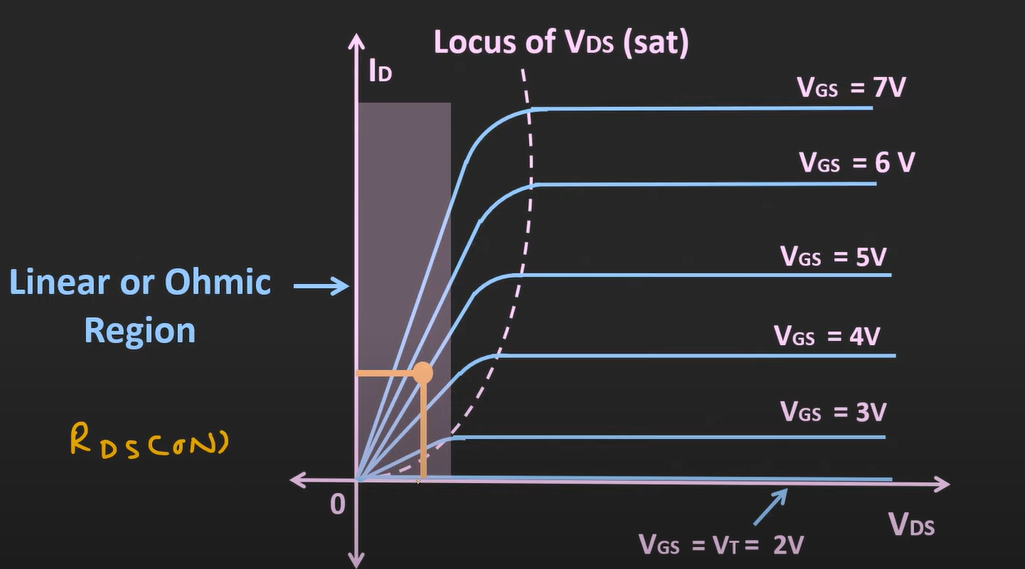 Locus of VDS (sat)
ID
VGS = 7V
VGS = 6 V
VGS = 5V
Linear or Ohmic
Region
VGS = 4V
VGS = 3V
RDS(ON)
0
VDS
VGS = VT = 2V